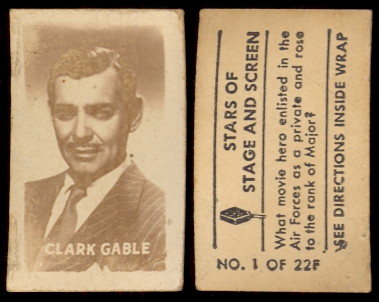 CLARK GABLE
STARS OF
STAGE AND SCREEN
What movie hero enlisted in the
Air Forces as a private and rose
to the rank of Major?
SEE DIRECTIONS INSIDE WRAP
NO. 1 OF 22F